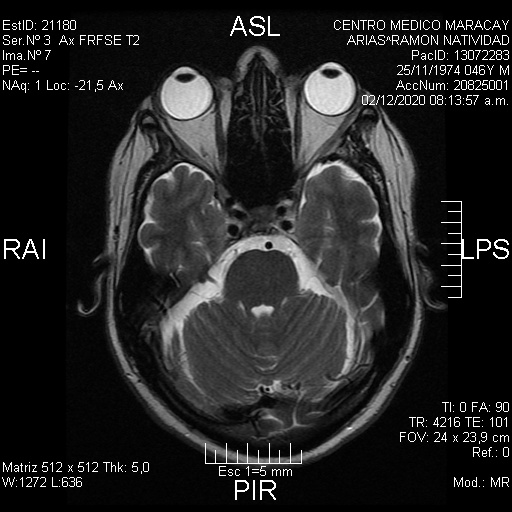 EstID: 21180
Ser.Nº 3 Ax FRFSE T2
Ima.Nº 7
PE= --
NAq: 1 Loc: -21,5 Ax
ASL
CENTRO MEDICO MARACAY
ARIAS^RAMON NATIVIDAD
PacID: 13072283
25/11/1974 046Y M
AccNum: 20825001
02/12/2020 08:13:57 a.m.
RAI
LPS
TI: 0 FA: 90
TR: 4216 TE: 101
FOV: 24 x 23,9 cm
Ref.: 0
Matriz 512 x 512 Thk: 5,0
W:1272 L:636
Esc 1=5 mm
PIR
Mod.: MR